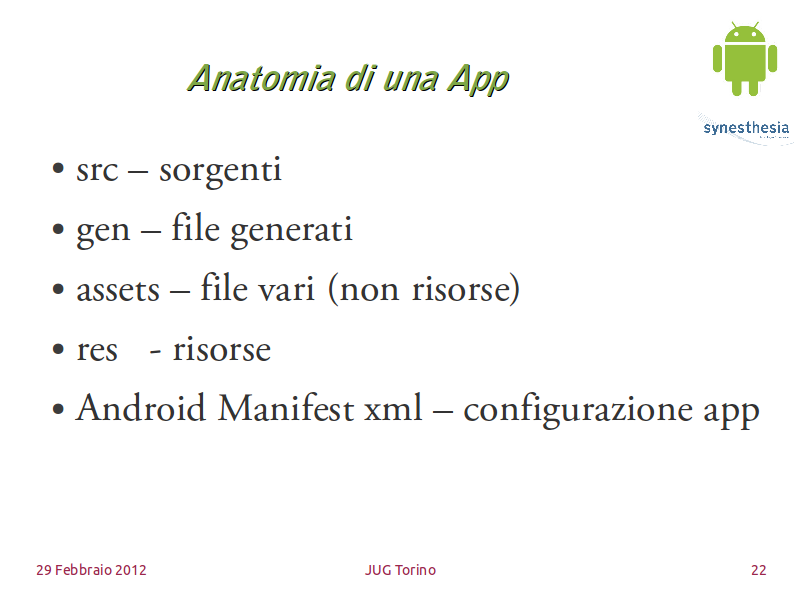 Anatomia di una App
synesthesia
• src – sorgenti
• gen – file generati
• assets – file vari (non risorse)
• res - risorse
• Android Manifest xml – configurazione app
29 Febbraio 2012
JUG Torino
22